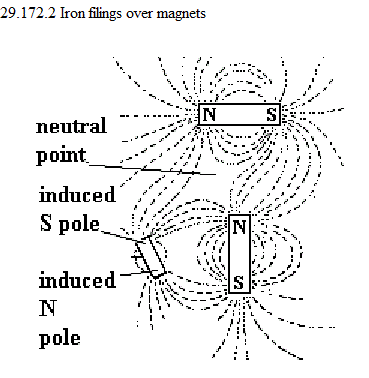 29.172.2 Iron filings over magnets
N S
neutral
point
induced
S pole
N
induced
S
N
pole